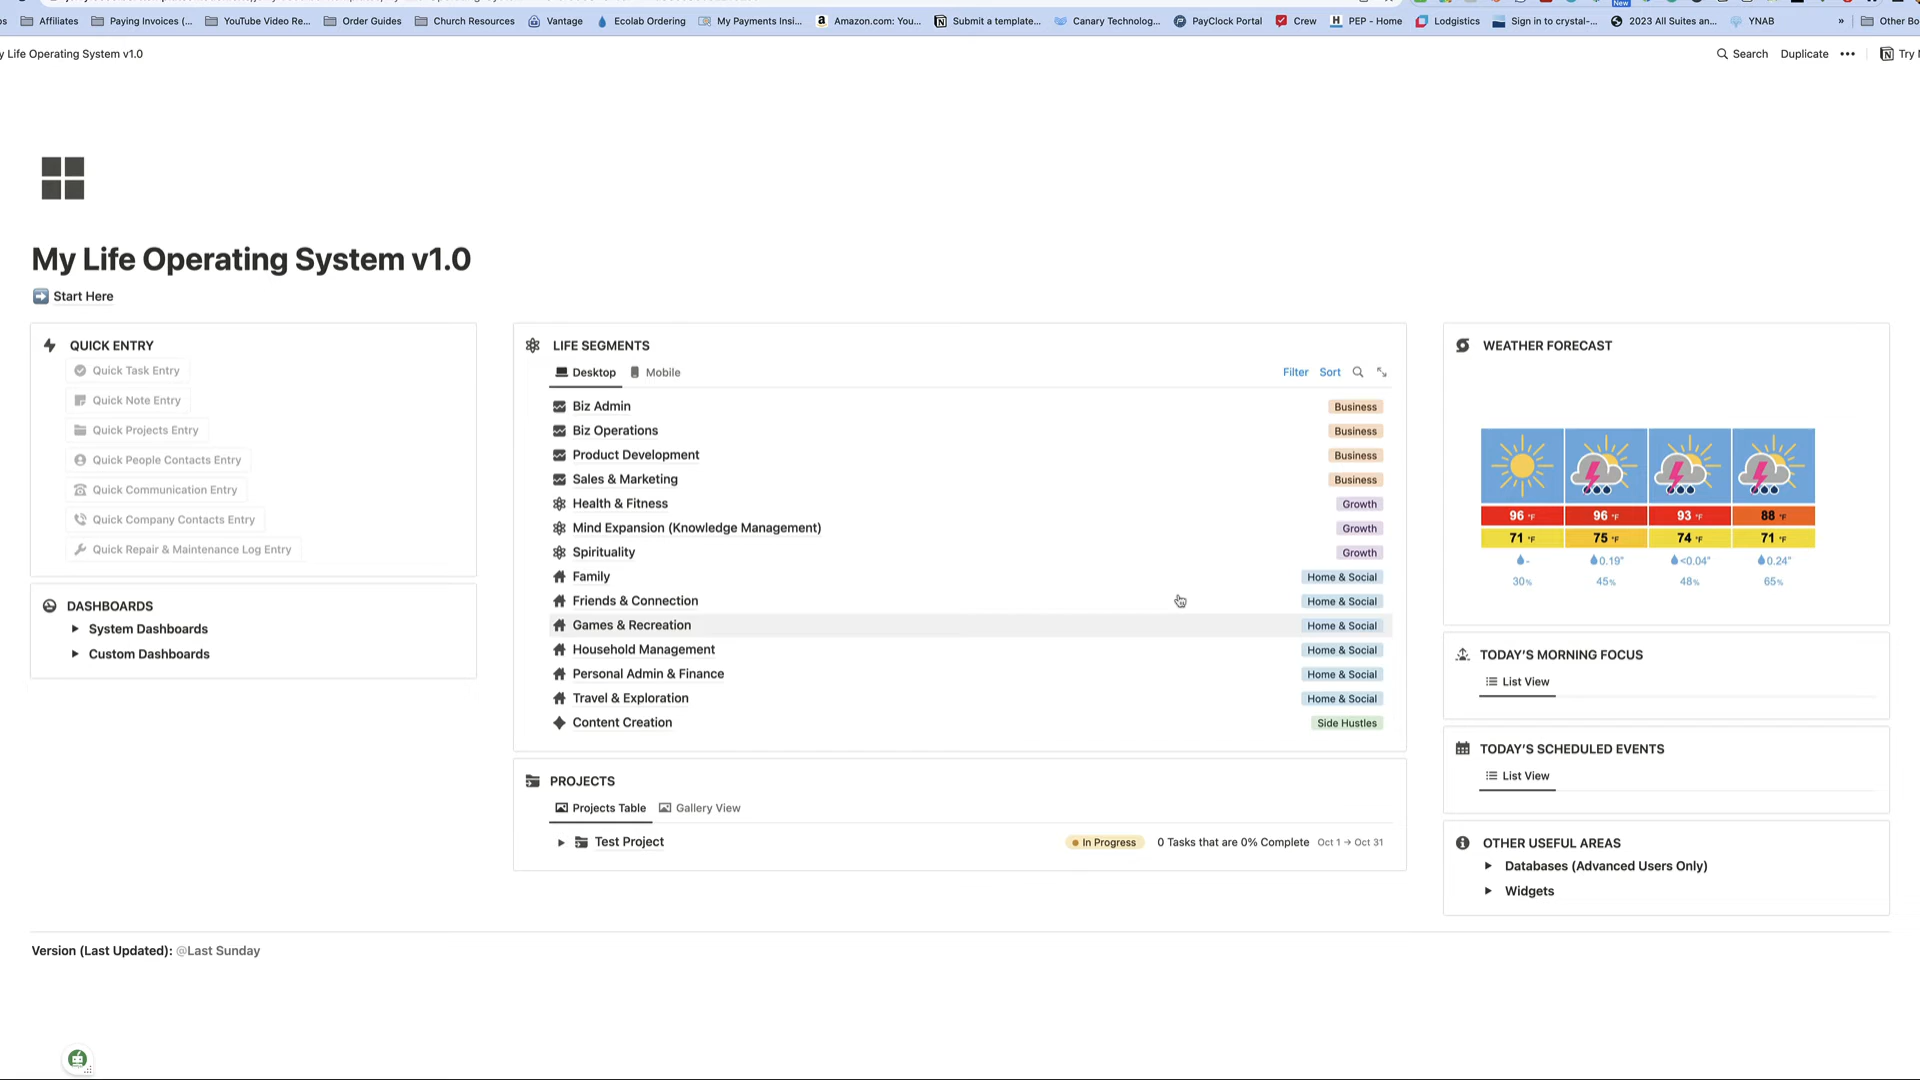 New
Affiliates
Paying Invoices (...
YouTube Video Re...
Order Guides
Church Resources
Vantage
Ecolab Ordering
My Payments Insi...
Amazon.com: You...
Submit a template...
Canary Technolog...
PayClock Portal
Crew
PEP - Home
Lodgistics
Sign in to crystal-...
2023 All Suites an...
YNAB
»
Other Bo
y Life Operating System v1.0
Search
Duplicate
•••
Try
My Life Operating System v1.0
Start Here
QUICK ENTRY
Quick Task Entry
Quick Note Entry
Quick Projects Entry
Quick People Contacts Entry
Quick Communication Entry
Quick Company Contacts Entry
Quick Repair & Maintenance Log Entry
DASHBOARDS
System Dashboards
Custom Dashboards
LIFE SEGMENTS
Desktop
Mobile
Filter
Sort
Biz Admin Business
Biz Operations Business
Product Development Business
Sales & Marketing Business
Health & Fitness Growth
Mind Expansion (Knowledge Management) Growth
Spirituality Growth
Family Home & Social
Friends & Connection Home & Social
Games & Recreation Home & Social
Household Management Home & Social
Personal Admin & Finance Home & Social
Travel & Exploration Home & Social
Content Creation Side Hustles
PROJECTS
Projects Table
Gallery View
Test Project In Progress 0 Tasks that are 0% Complete Oct 1 → Oct 31
WEATHER FORECAST
96 °F 96 °F 93 °F 88 °F
71 °F 75 °F 74 °F 71 °F
- 0.19" <0.04" 0.24"
30% 45% 48% 65%
TODAY'S MORNING FOCUS
List View
TODAY'S SCHEDULED EVENTS
List View
OTHER USEFUL AREAS
Databases (Advanced Users Only)
Widgets
Version (Last Updated): @Last Sunday